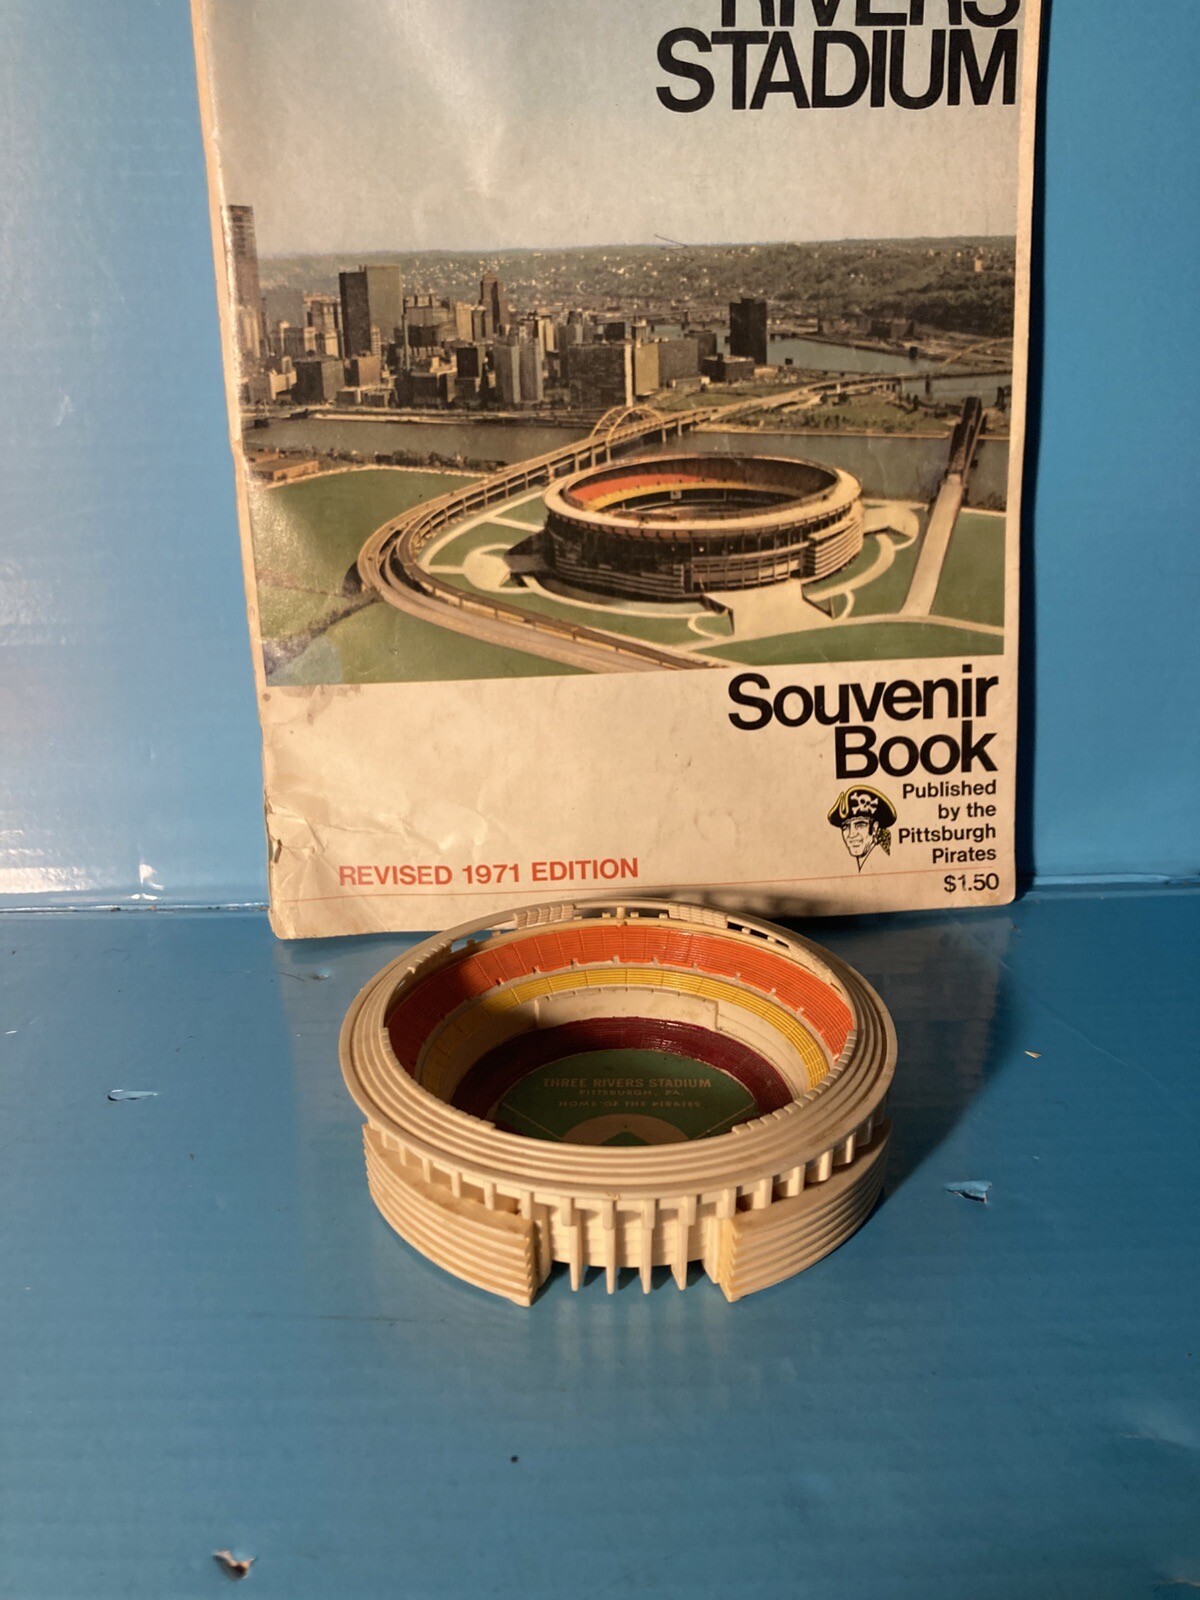 RIVERS
STADIUM
Souvenir
Book
Published
by the
Pittsburgh
Pirates
$1.50
REVISED 1971 EDITION
THREE RIVERS STADIUM
PITTSBURGH, PA.
HOME OF THE PIRATES